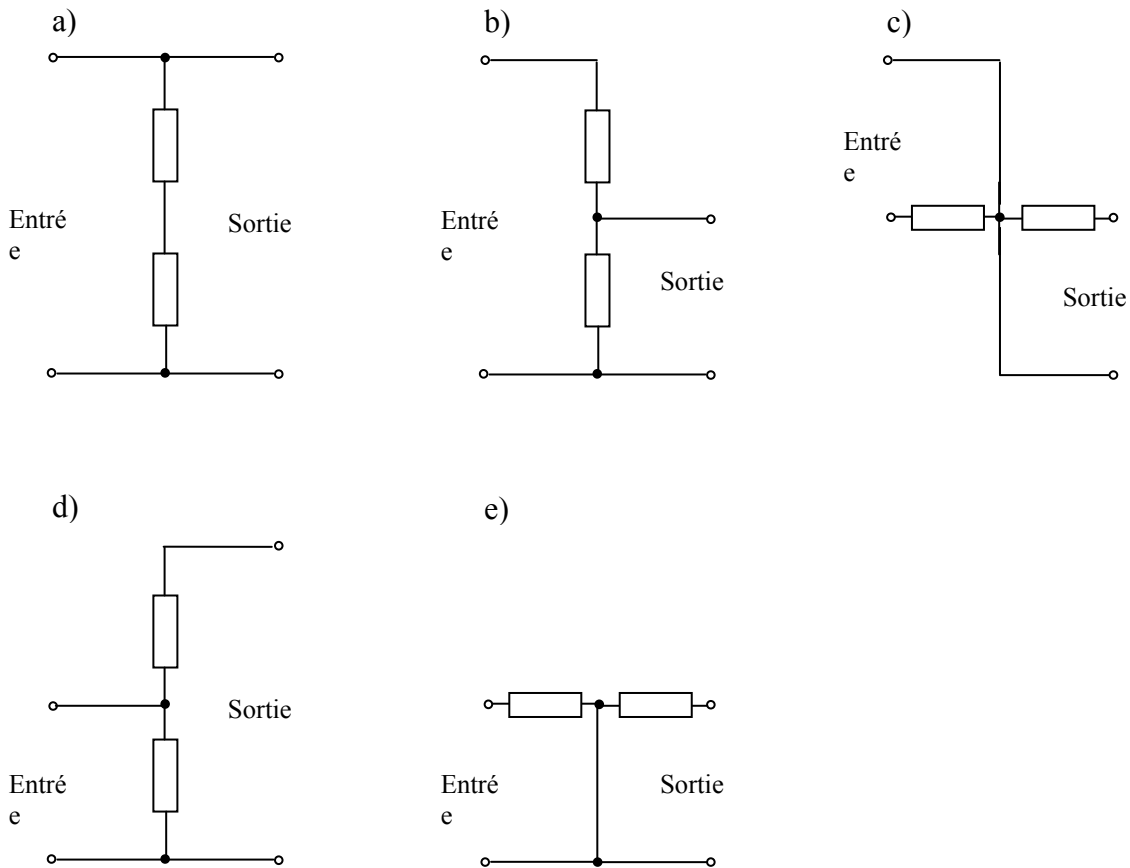 a)
Entré
e
Sortie
b)
Entré
e
Sortie
c)
Entré
e
Sortie
d)
Entré
e
Sortie
e)
Entré
e
Sortie